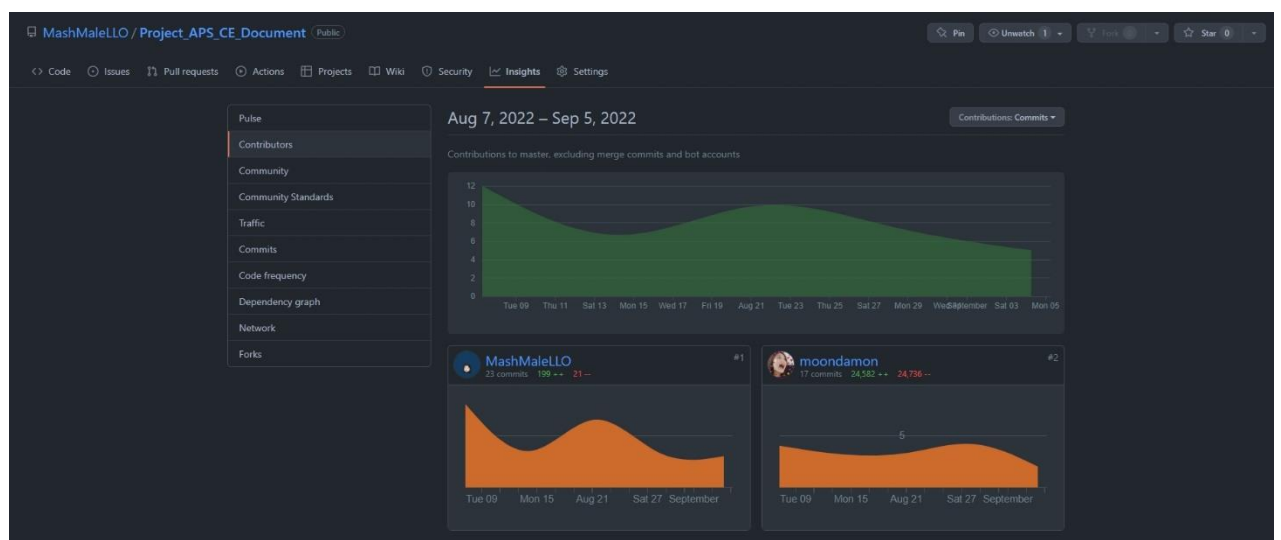 MashMaleLLO / Project_APS_CE_Document Public
Pin
Unwatch 1
Fork
Star 0
Code
Issues
Pull requests
Actions
Projects
Wiki
Security
Insights
Settings
Pulse
Contributors
Community
Community Standards
Traffic
Commits
Code frequency
Dependency graph
Network
Forks
Aug 7, 2022 – Sep 5, 2022
Contributions: Commits
Contributions to master, excluding merge commits and bot accounts
12
10
8
6
4
2
0
Tue 09 Thu 11 Sat 13 Mon 15 Wed 17 Fri 19 Aug 21 Tue 23 Thu 25 Sat 27 Mon 29 September Sat 03 Mon 05
MashMaleLLO #1
23 commits 199 ++ 21 --
Tue 09 Mon 15 Aug 21 Sat 27 September
moondamon #2
17 commits 24,582 ++ 24,736 --
5
Tue 09 Mon 15 Aug 21 Sat 27 September